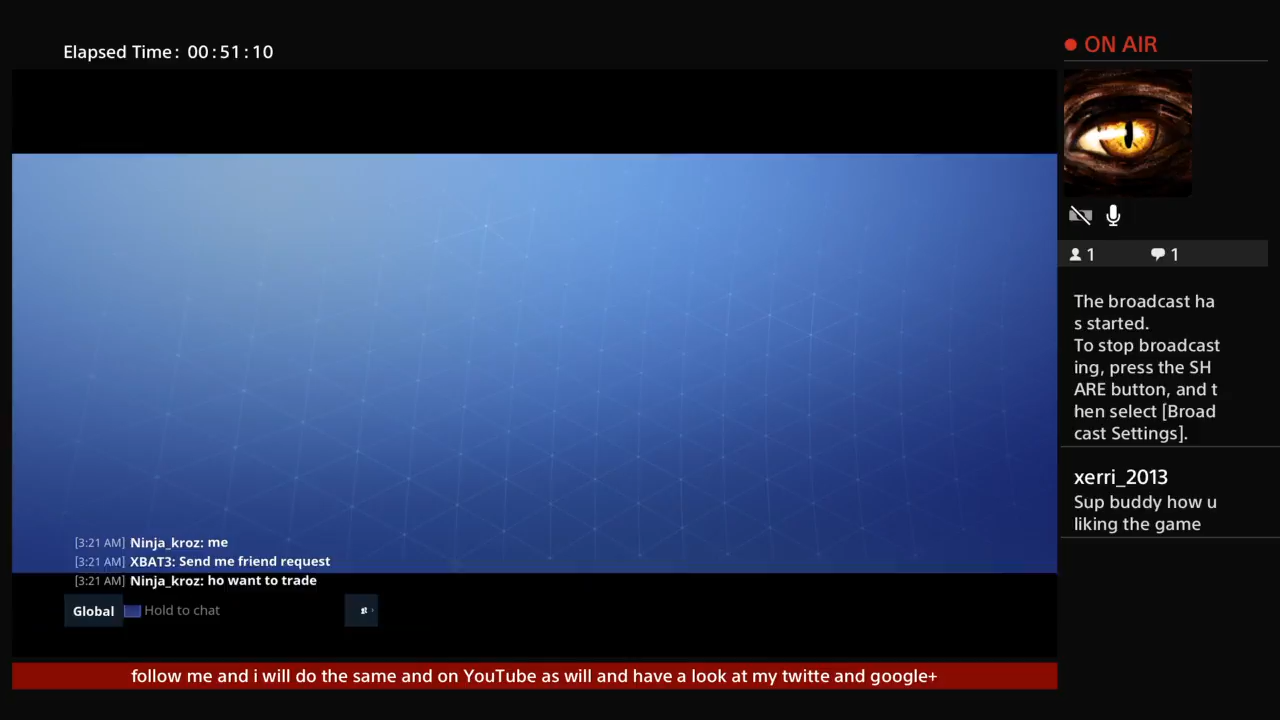 Elapsed Time: 00:51:10
ON AIR
1 1
The broadcast ha
s started.
To stop broadcast
ing, press the SH
ARE button, and t
hen select [Broad
cast Settings].
xerri_2013
Sup buddy how u
liking the game
[3:21 AM] Ninja_kroz: me
[3:21 AM] XBAT3: Send me friend request
[3:21 AM] Ninja_kroz: ho want to trade
Global Hold to chat
follow me and i will do the same and on YouTube as will and have a look at my twitte and google+